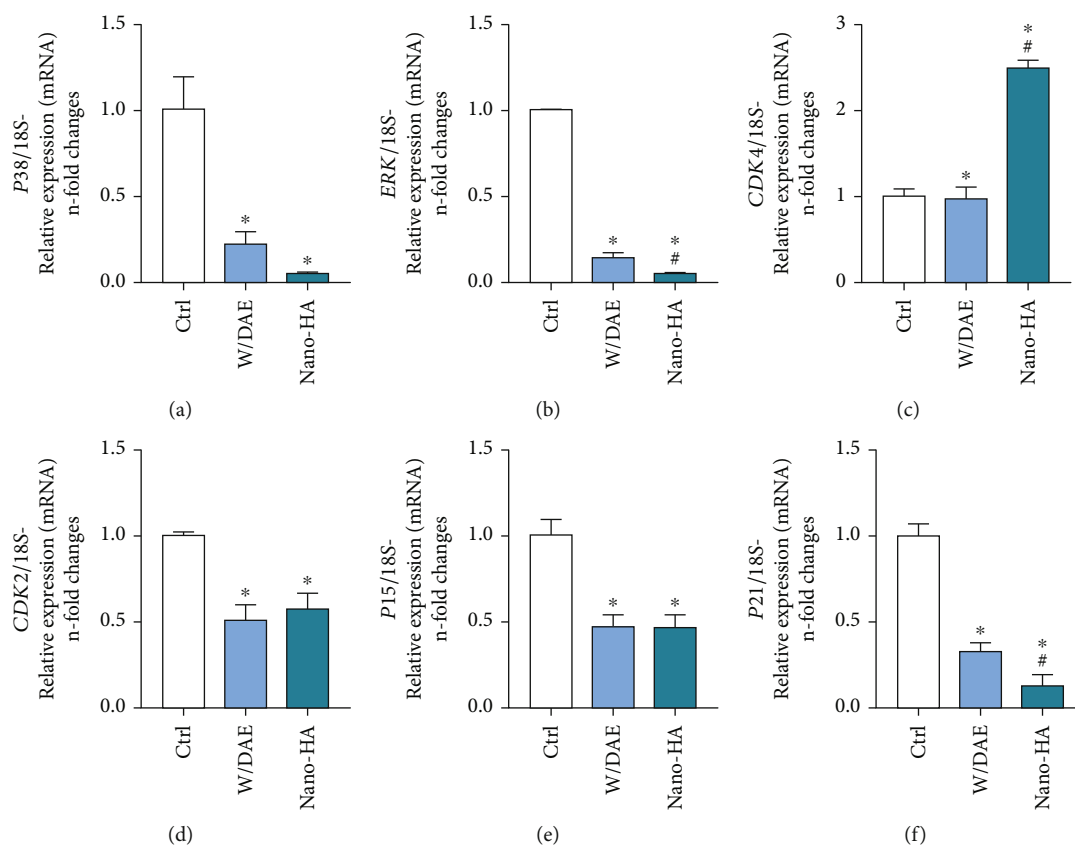 P38/18S-
Relative expression (mRNA)
n-fold changes
1.5
1.0
0.5
0.0
*
*
Ctrl
W/DAE
Nano-HA
(a)
ERK/18S-
Relative expression (mRNA)
n-fold changes
1.5
1.0
0.5
0.0
*
*
#
Ctrl
W/DAE
Nano-HA
(b)
CDK4/18S-
Relative expression (mRNA)
n-fold changes
3
2
1
0
*
*
#
Ctrl
W/DAE
Nano-HA
(c)
CDK2/18S-
Relative expression (mRNA)
n-fold changes
1.5
1.0
0.5
0.0
*
*
Ctrl
W/DAE
Nano-HA
(d)
P15/18S-
Relative expression (mRNA)
n-fold changes
1.5
1.0
0.5
0.0
*
*
Ctrl
W/DAE
Nano-HA
(e)
P21/18S-
Relative expression (mRNA)
n-fold changes
1.5
1.0
0.5
0.0
*
*
#
Ctrl
W/DAE
Nano-HA
(f)